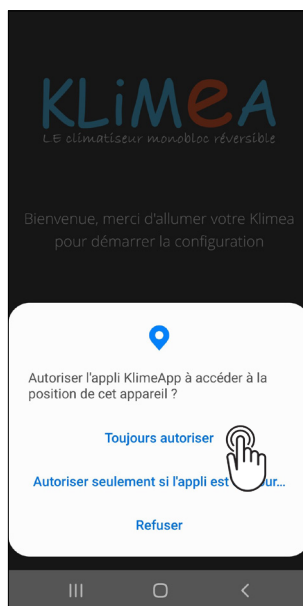 KLiMeA
LE climatiseur monobloc réversible
Bienvenue, merci d'allumer votre Klimea
pour démarrer la configuration
Autoriser l'appli KlimeApp à accéder à la
position de cet appareil ?
Toujours autoriser
Autoriser seulement si l'appli est
Refuser